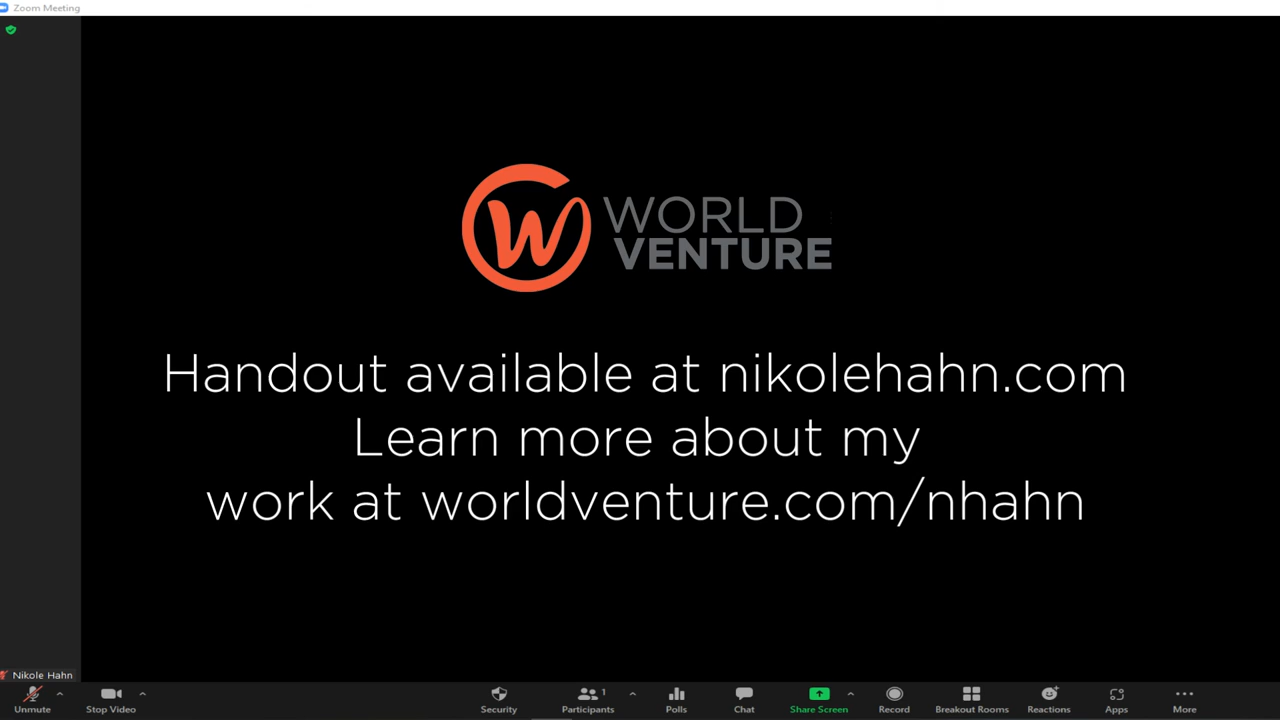 Zoom Meeting
WORLD
VENTURE
Handout available at nikolehahn.com
Learn more about my
work at worldventure.com/nhahn
Nikole Hahn
Unmute
Stop Video
Security
1
Participants
Polls
Chat
Share Screen
Record
Breakout Rooms
Reactions
Apps
More